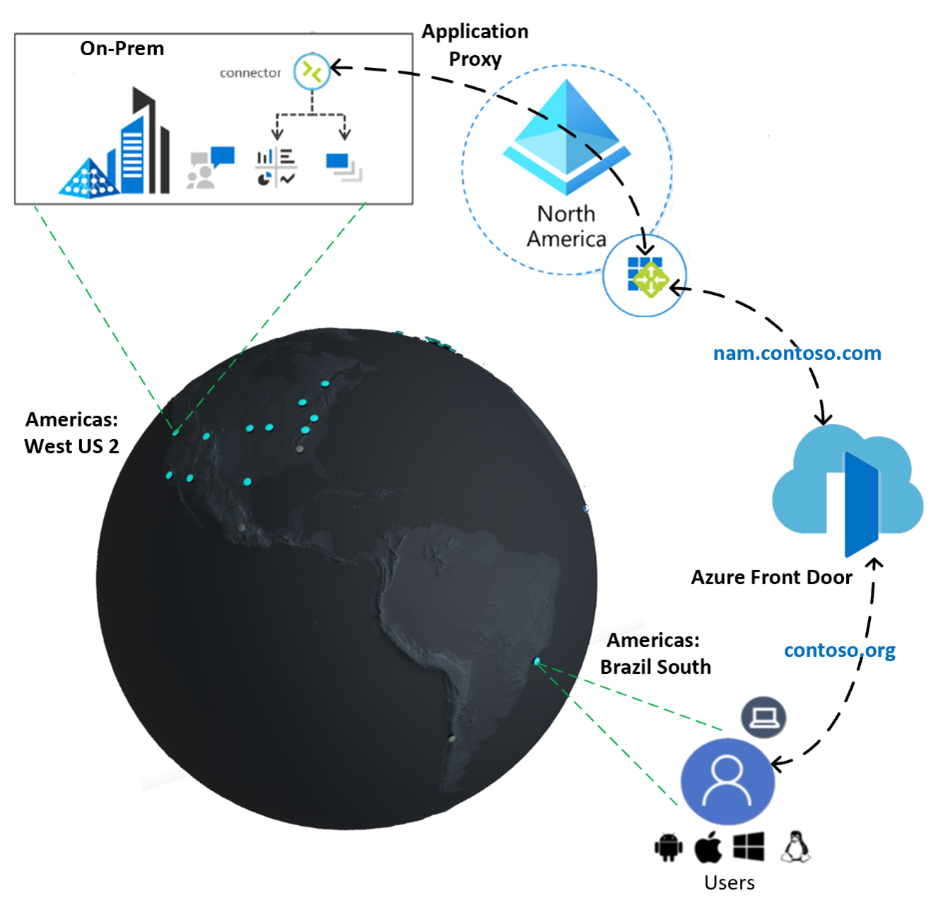 On-Prem
connector
Application
Proxy
North
America
nam.contoso.com
Americas:
West US 2
Azure Front Door
contoso.org
Americas:
Brazil South
Users